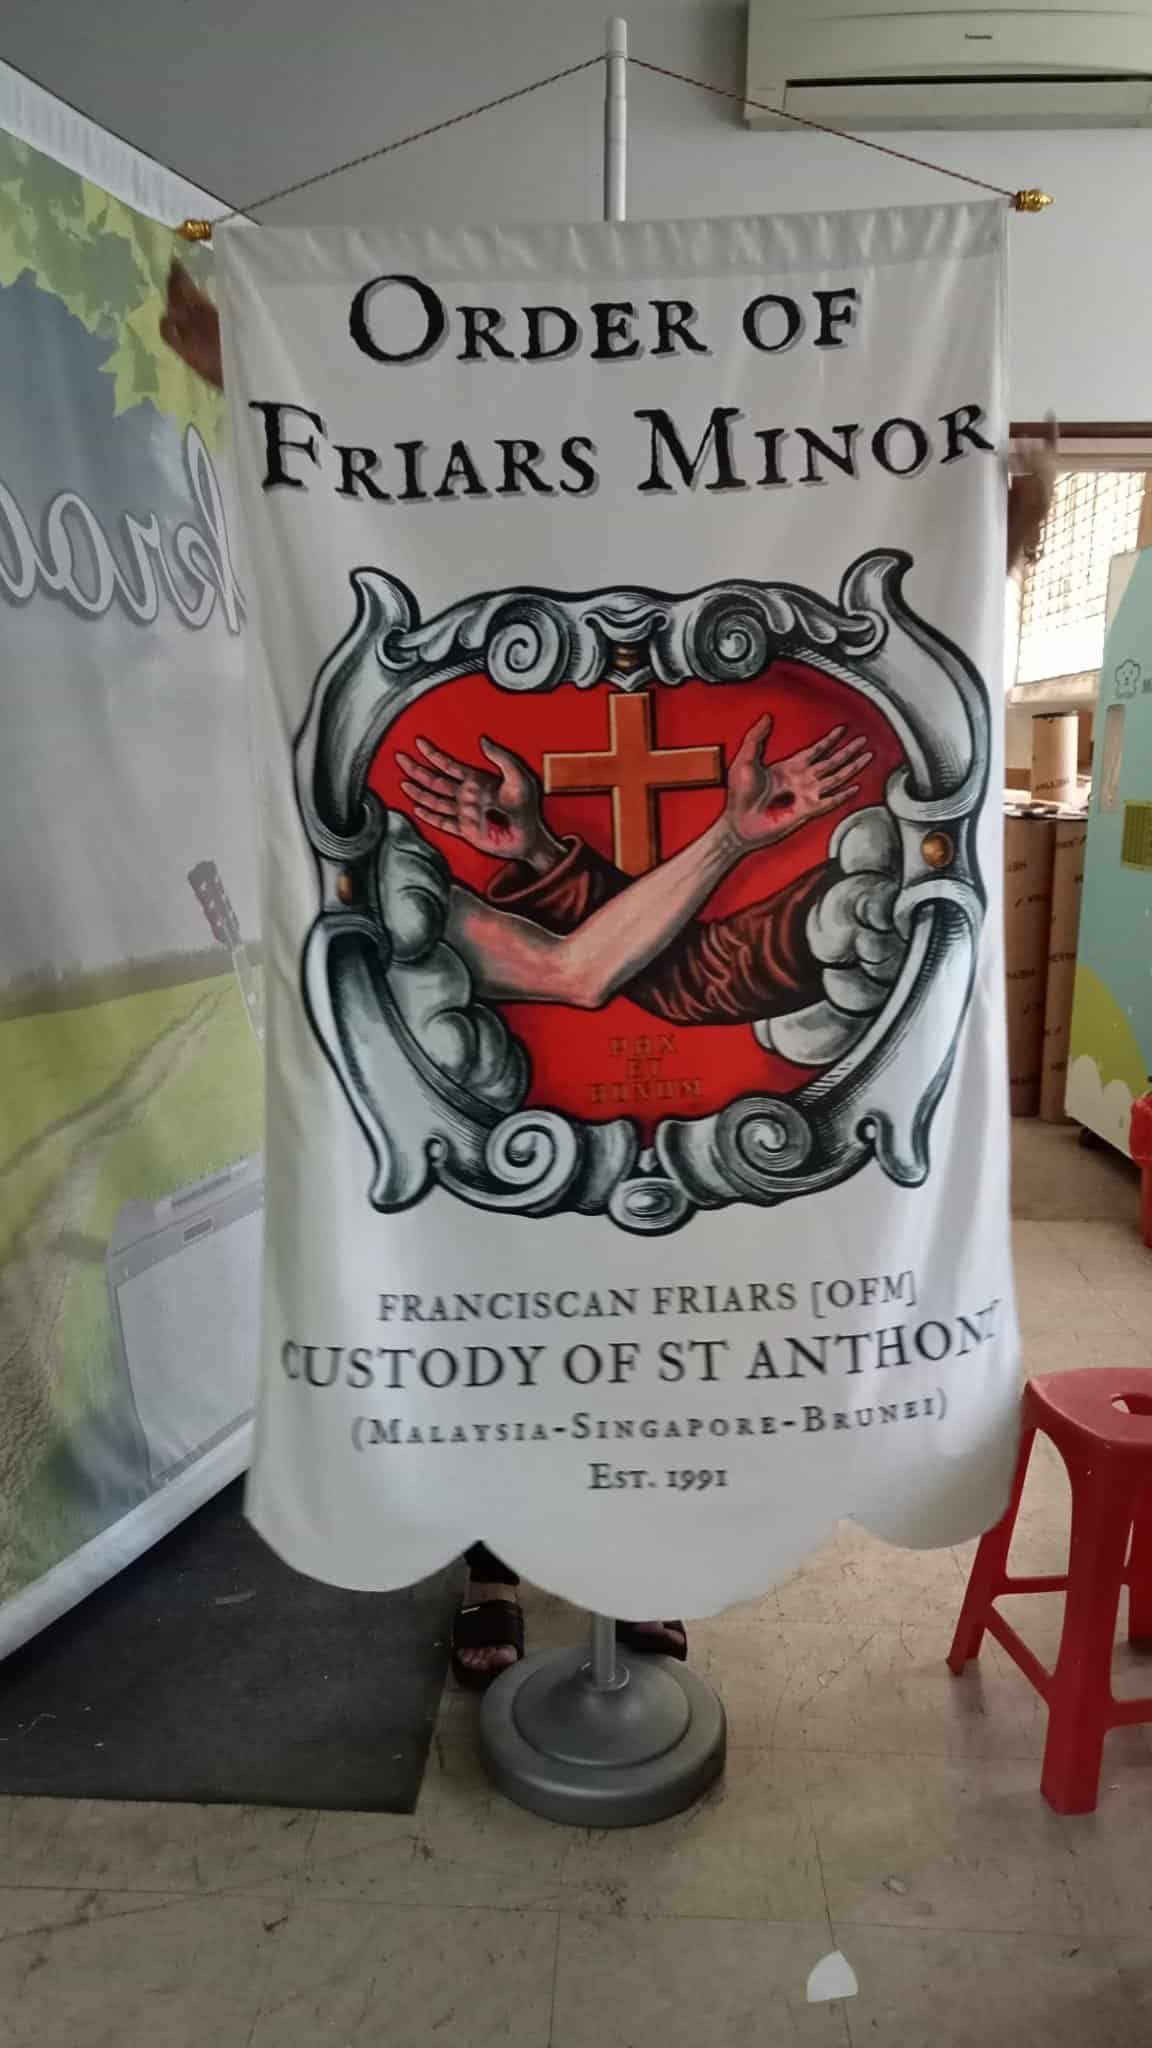 Panasonic
ORDER OF
FRIARS MINOR
PAX
ET
BONUM
FRANCISCAN FRIARS [OFM]
CUSTODY OF ST ANTHONY
(MALAYSIA-SINGAPORE-BRUNEI)
EST. 1991